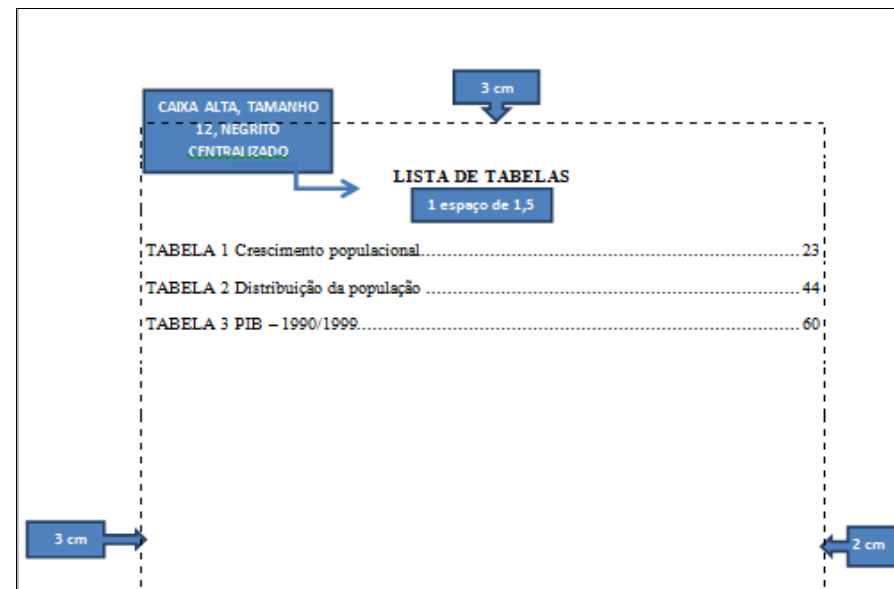 3 cm
CAIXA ALTA, TAMANHO
12, NEGRITO
CENTRALIZADO
LISTA DE TABELAS
1 espaço de 1,5
TABELA 1 Crescimento populacional.......................................................................................23
TABELA 2 Distribuição da população ......................................................................................44
TABELA 3 PIB – 1990/1999......................................................................................................60
3 cm
2 cm